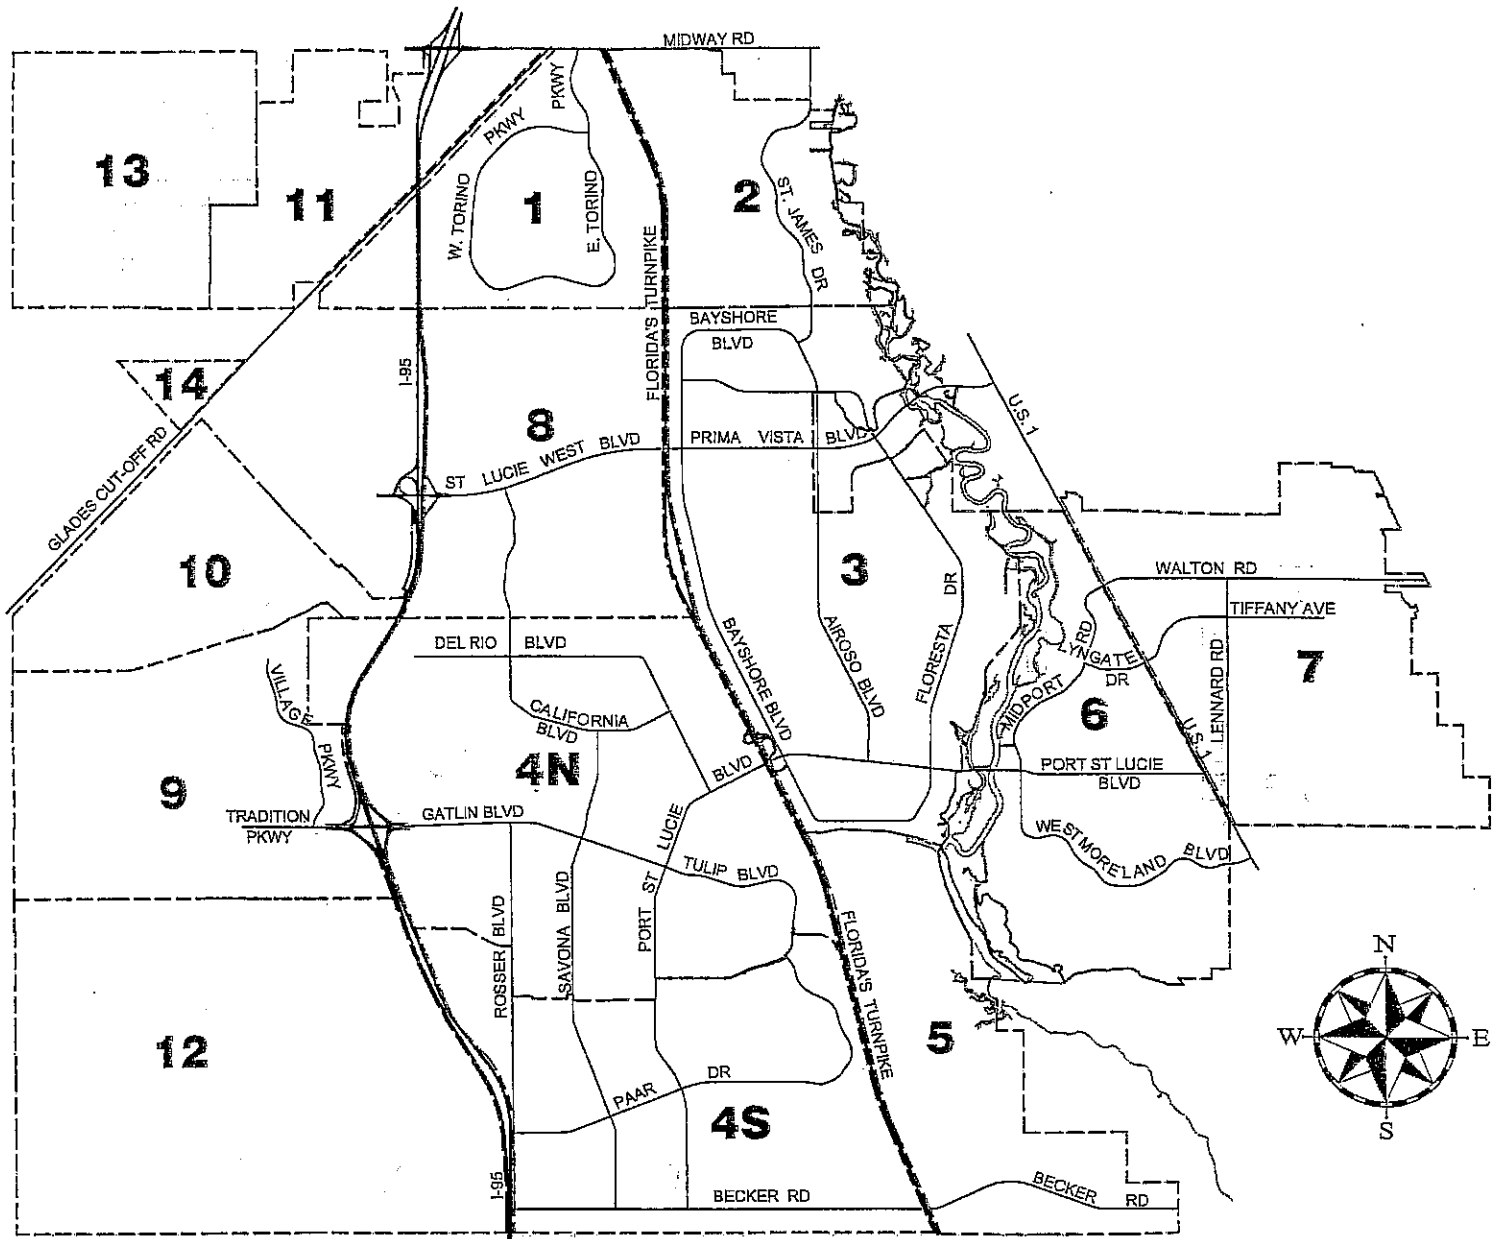 MIDWAY RD
PKWY
PKWY
13
11
1
2
W. TORINO
E. TORINO
ST. JAMES DR
FLORIDA'S TURNPIKE
BAYSHORE
BLVD
14
I-95
8
U.S. 1
GLADES CUT-OFF RD
ST LUCIE WEST BLVD
PRIMA VISTA BLVD
10
3
WALTON RD
TIFFANY AVE
DEL RIO BLVD
BAYSHORE BLVD
AIROSO BLVD
FLORESTA DR
LYNGATE
DR
MIDPORT RD
LENNARD RD
7
VILLAGE PKWY
CALIFORNIA
BLVD
6
U.S. 1
9
4N
PORT ST LUCIE
BLVD
TRADITION
PKWY
GATLIN BLVD
PORT ST LUCIE BLVD
TULIP BLVD
WESTMORELAND BLVD
ROSSER BLVD
SAVONA BLVD
FLORIDA'S TURNPIKE
N
W
E
S
12
5
PAAR DR
4S
I-95
BECKER RD
BECKER RD